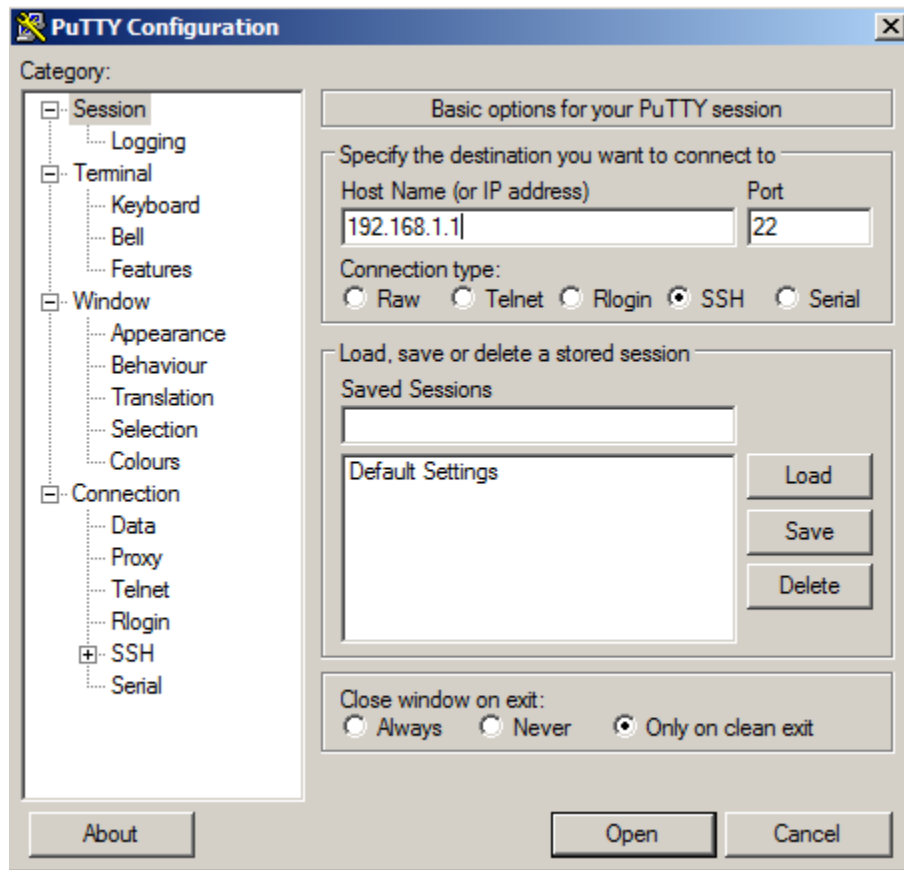 PuTTY Configuration
Category:
Session
Logging
Terminal
Keyboard
Bell
Features
Window
Appearance
Behaviour
Translation
Selection
Colours
Connection
Data
Proxy
Telnet
Rlogin
SSH
Serial
Basic options for your PuTTY session
Specify the destination you want to connect to
Host Name (or IP address) Port
192.168.1.1 22
Connection type:
Raw Telnet Rlogin SSH Serial
Load, save or delete a stored session
Saved Sessions
Default Settings
Load
Save
Delete
Close window on exit:
Always Never Only on clean exit
About Open Cancel